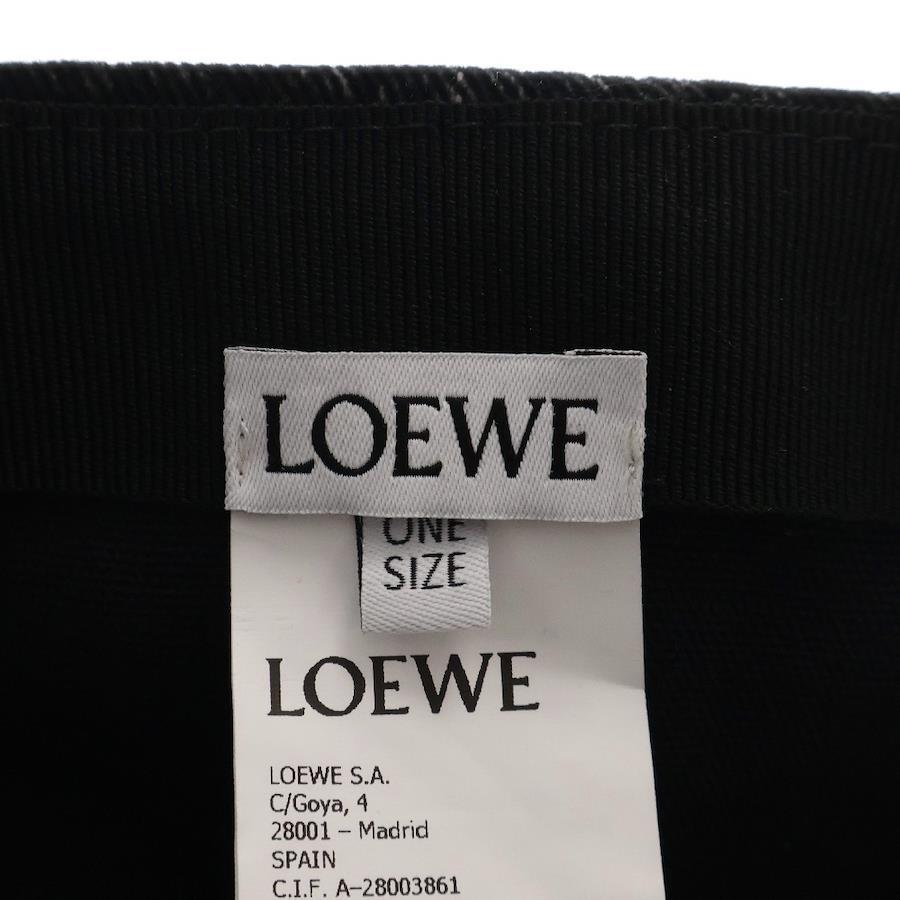 LOEWE
ONE
SIZE
LOEWE
LOEWE S.A.
C/Goya, 4
28001 – Madrid
SPAIN
C.I.F. A-28003861